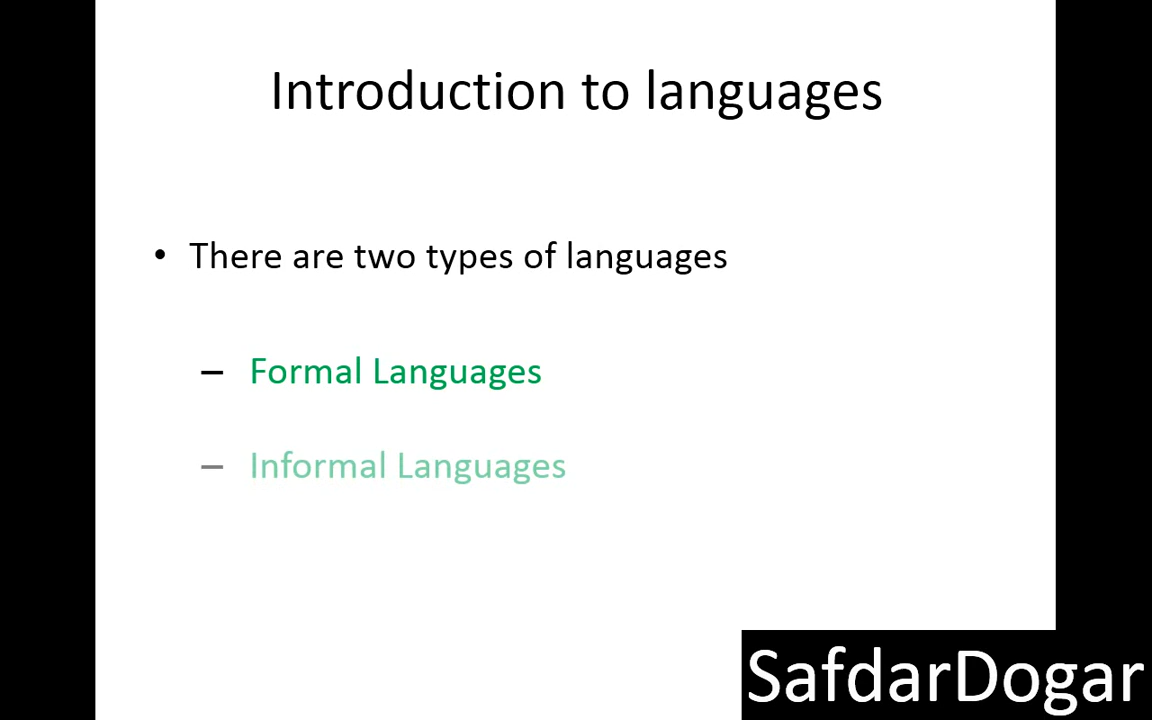 Introduction to languages
• There are two types of languages
– Formal Languages
– Informal Languages
SafdarDogar